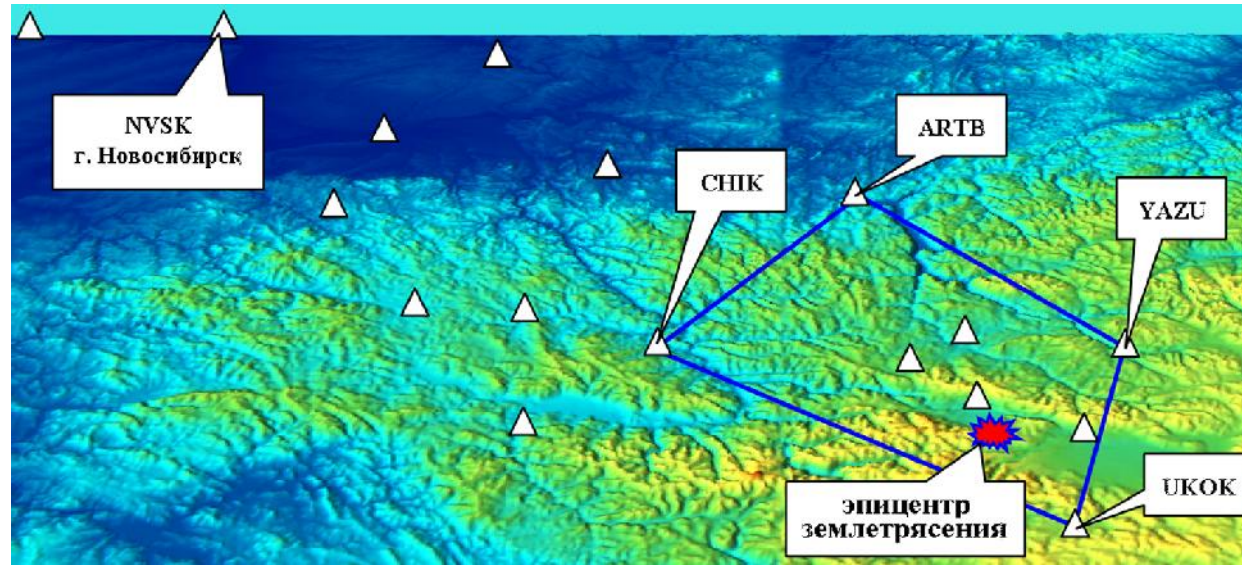 NVSK
г. Новосибирск
ARTB
CHIK
YAZU
UKOK
эпицентр
землетрясения